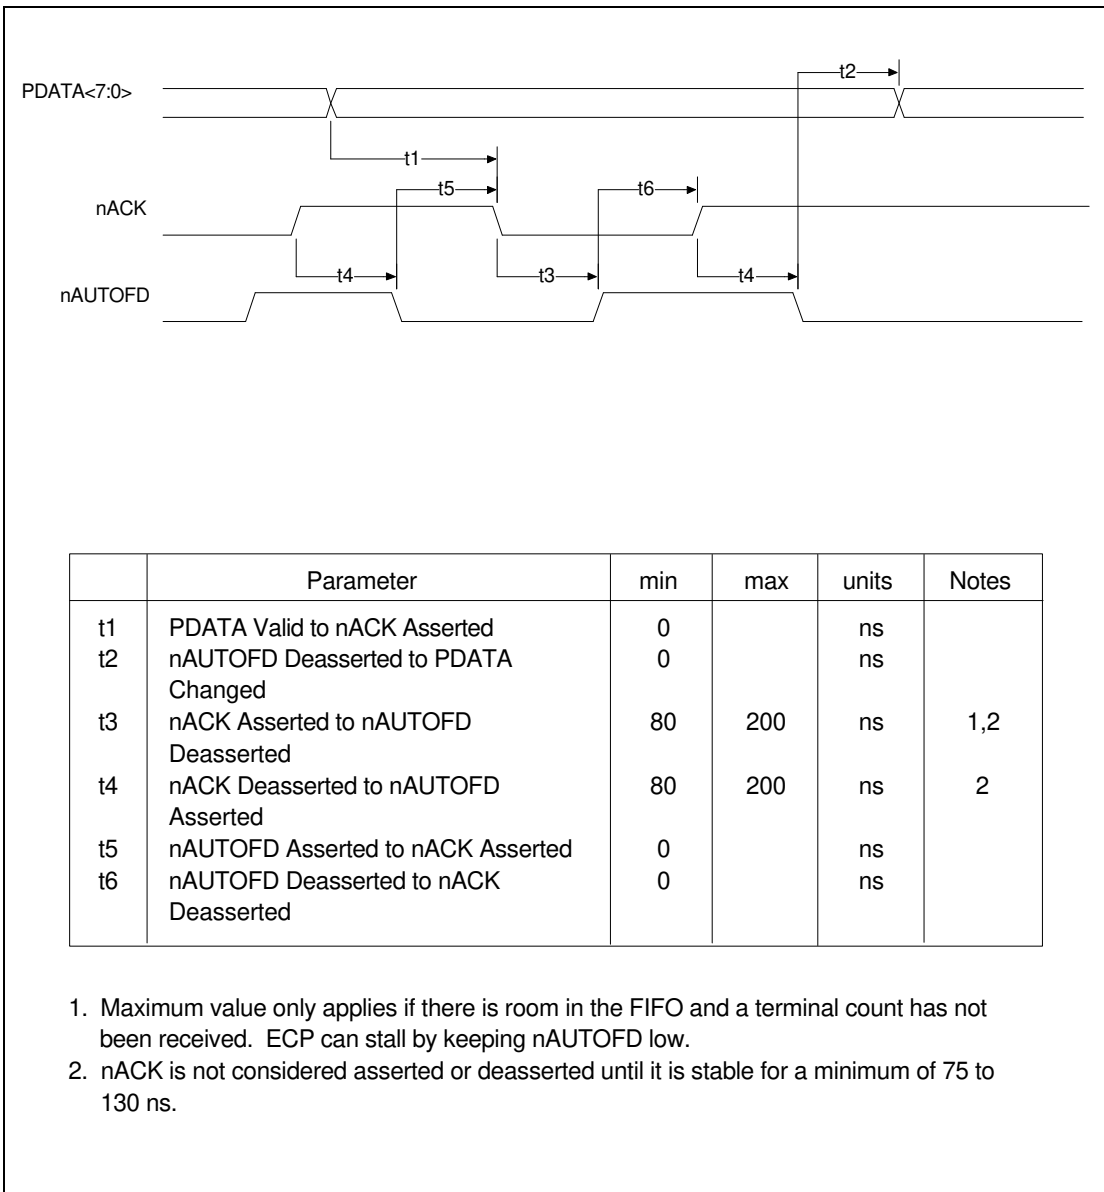 t2
PDATA<7:0>
t1
t5
t6
nACK
t4
t3
t4
nAUTOFD
Parameter min max units Notes
t1 PDATA Valid to nACK Asserted 0 ns
t2 nAUTOFD Deasserted to PDATA 0 ns
Changed
t3 nACK Asserted to nAUTOFD 80 200 ns 1,2
Deasserted
t4 nACK Deasserted to nAUTOFD 80 200 ns 2
Asserted
t5 nAUTOFD Asserted to nACK Asserted 0 ns
t6 nAUTOFD Deasserted to nACK 0 ns
Deasserted
1. Maximum value only applies if there is room in the FIFO and a terminal count has not
been received. ECP can stall by keeping nAUTOFD low.
2. nACK is not considered asserted or deasserted until it is stable for a minimum of 75 to
130 ns.